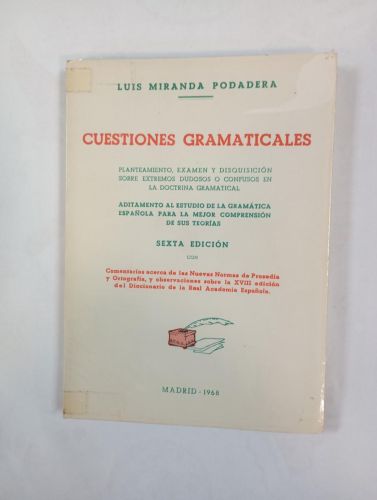 LUIS MIRANDA PODADERA
CUESTIONES GRAMATICALES
PLANTEAMIENTO, EXAMEN Y DISQUISICIÓN
SOBRE EXTREMOS DUDOSOS O CONFUSOS EN
LA DOCTRINA GRAMATICAL
ADITAMENTO AL ESTUDIO DE LA GRAMÁTICA
ESPAÑOLA PARA LA MEJOR COMPRENSIÓN
DE SUS TEORÍAS
SEXTA EDICIÓN
con
Comentarios acerca de las Nuevas Normas de Prosodia
y Ortografía, y observaciones sobre la XVIII edición
del Diccionario de la Real Academia Española.
MADRID - 1968